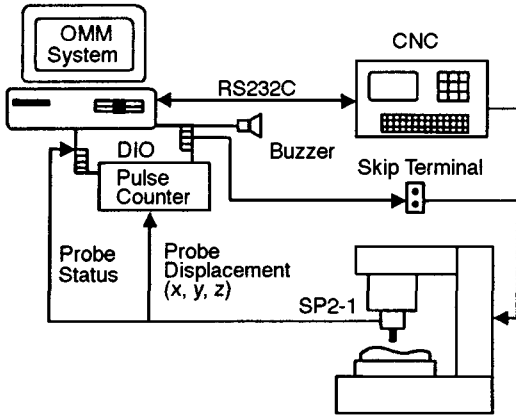 OMM
System
CNC
RS232C
DIO
Buzzer
Pulse
Counter
Skip Terminal
Probe
Status
Probe
Displacement
(x, y, z)
SP2-1